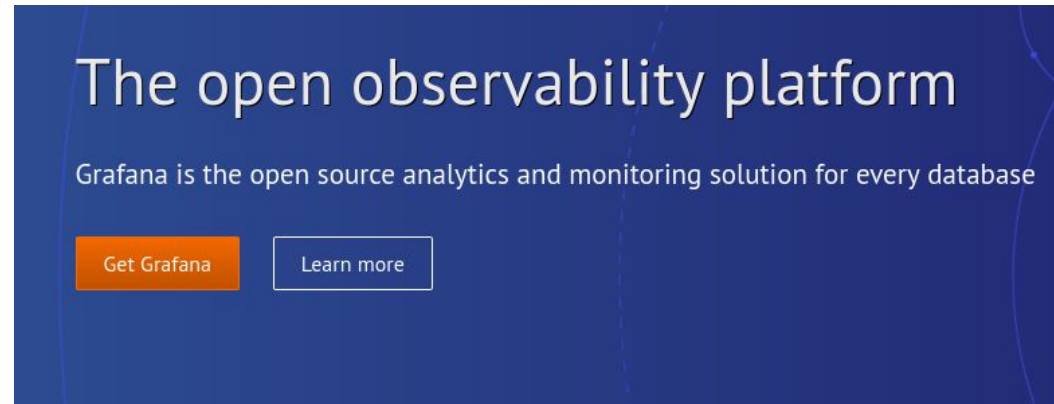 The open observability platform
Grafana is the open source analytics and monitoring solution for every database
Get Grafana
Learn more